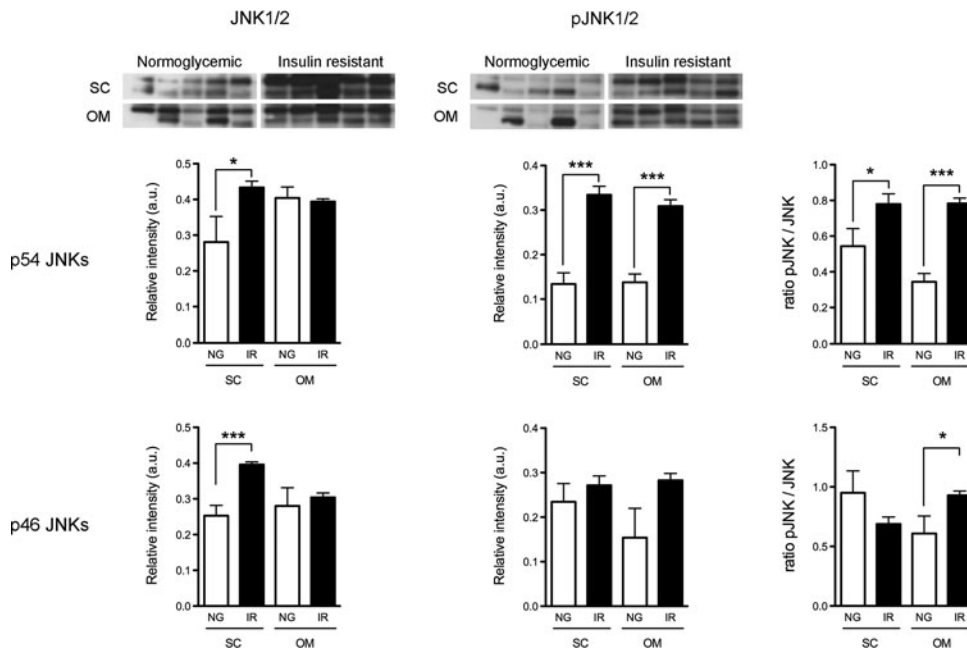 JNK1/2
pJNK1/2
Normoglycemic Insulin resistant
Normoglycemic Insulin resistant
SC
OM
SC
OM
p54 JNKs
Relative intensity (a.u.)
0.5
0.4
0.3
0.2
0.1
0.0
*
NG IR NG IR
SC OM
Relative intensity (a.u.)
0.4
0.3
0.2
0.1
0.0
***
***
NG IR NG IR
SC OM
ratio pJNK / JNK
0.8
0.6
0.4
0.2
0.0
*
***
NG IR NG IR
SC OM
p46 JNKs
Relative intensity (a.u.)
0.5
0.4
0.3
0.2
0.1
0.0
***
NG IR NG IR
SC OM
Relative intensity (a.u.)
0.4
0.3
0.2
0.1
0.0
NG IR NG IR
SC OM
ratio pJNK / JNK
1.5
1.0
0.5
0.0
*
NG IR NG IR
SC OM